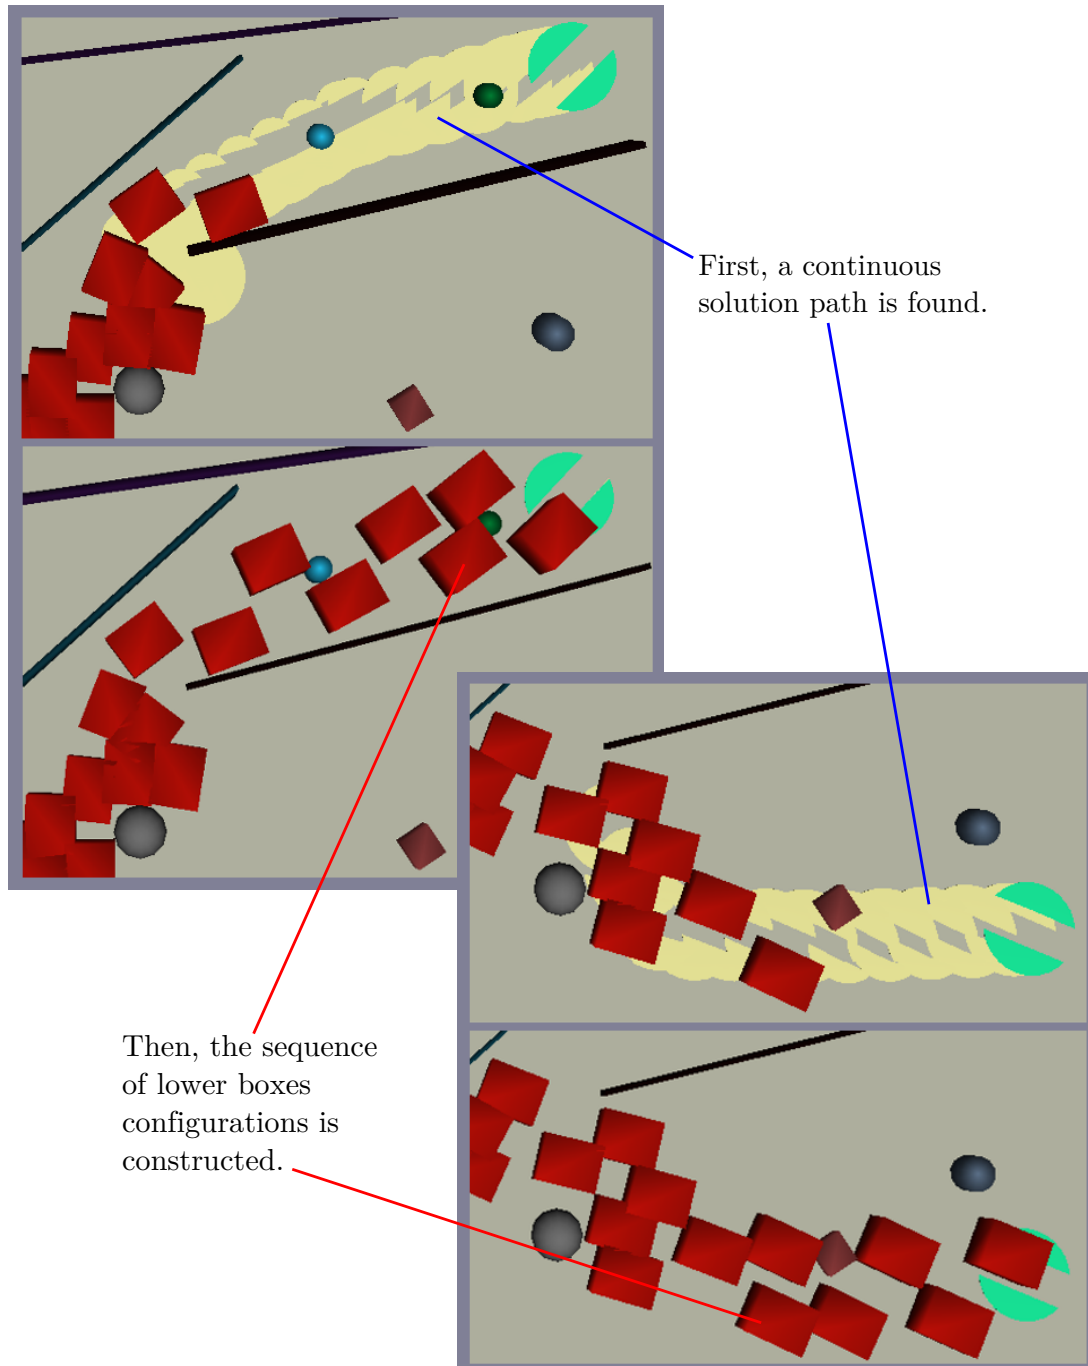 First, a continuous
solution path is found.
Then, the sequence
of lower boxes
configurations is
constructed.